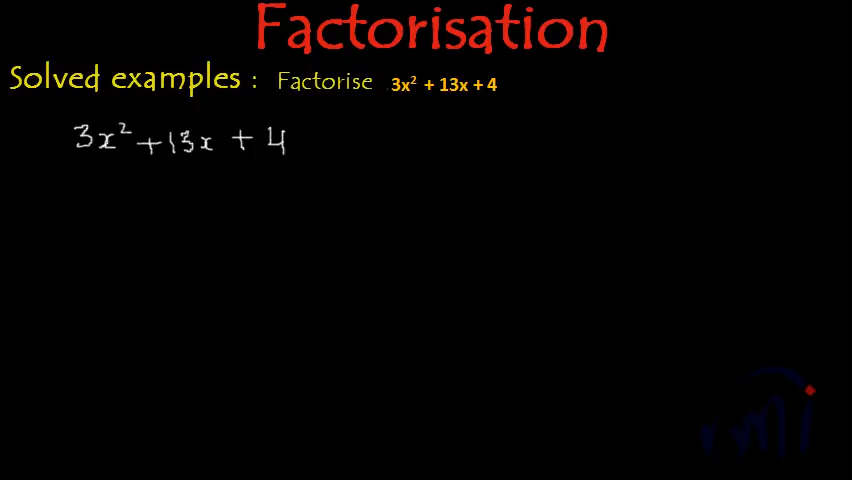 Factorisation
Solved examples : Factorise 3x² + 13x + 4
3x² + 13x + 4